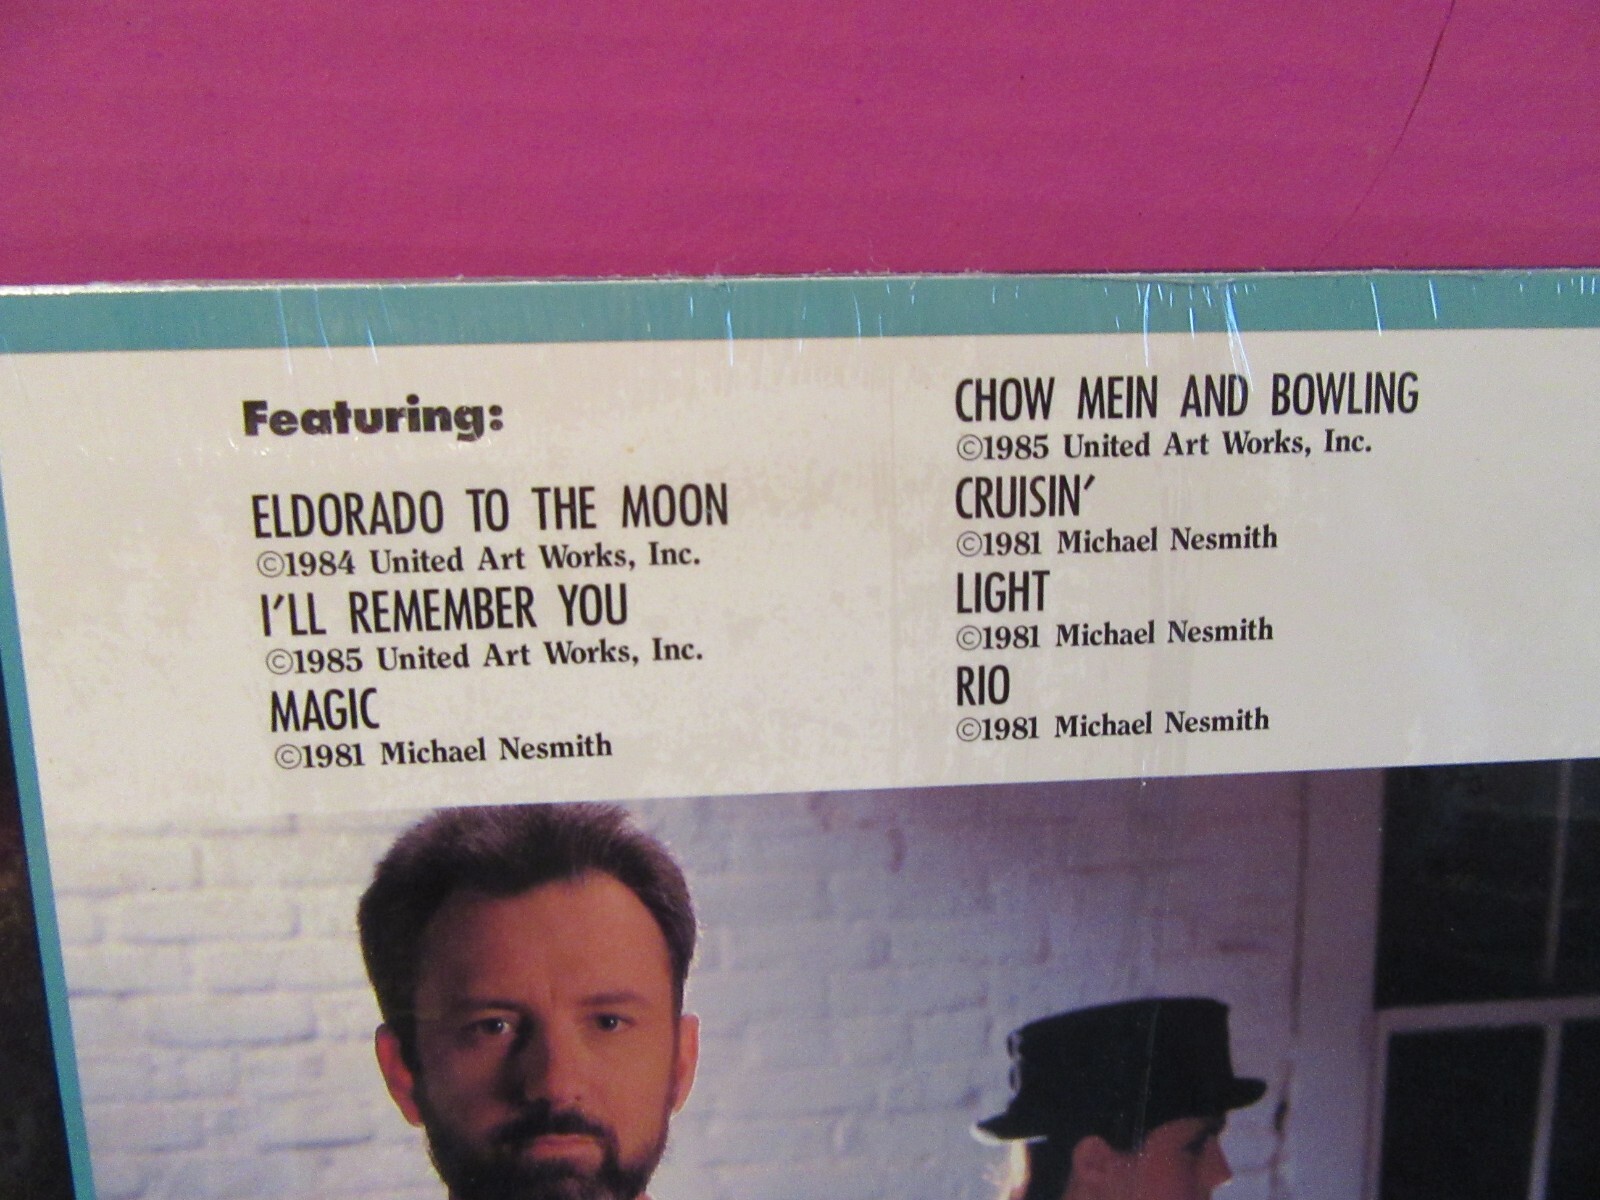 Featuring:
ELDORADO TO THE MOON
©1984 United Art Works, Inc.
I'LL REMEMBER YOU
©1985 United Art Works, Inc.
MAGIC
©1981 Michael Nesmith
CHOW MEIN AND BOWLING
©1985 United Art Works, Inc.
CRUISIN'
©1981 Michael Nesmith
LIGHT
©1981 Michael Nesmith
RIO
©1981 Michael Nesmith